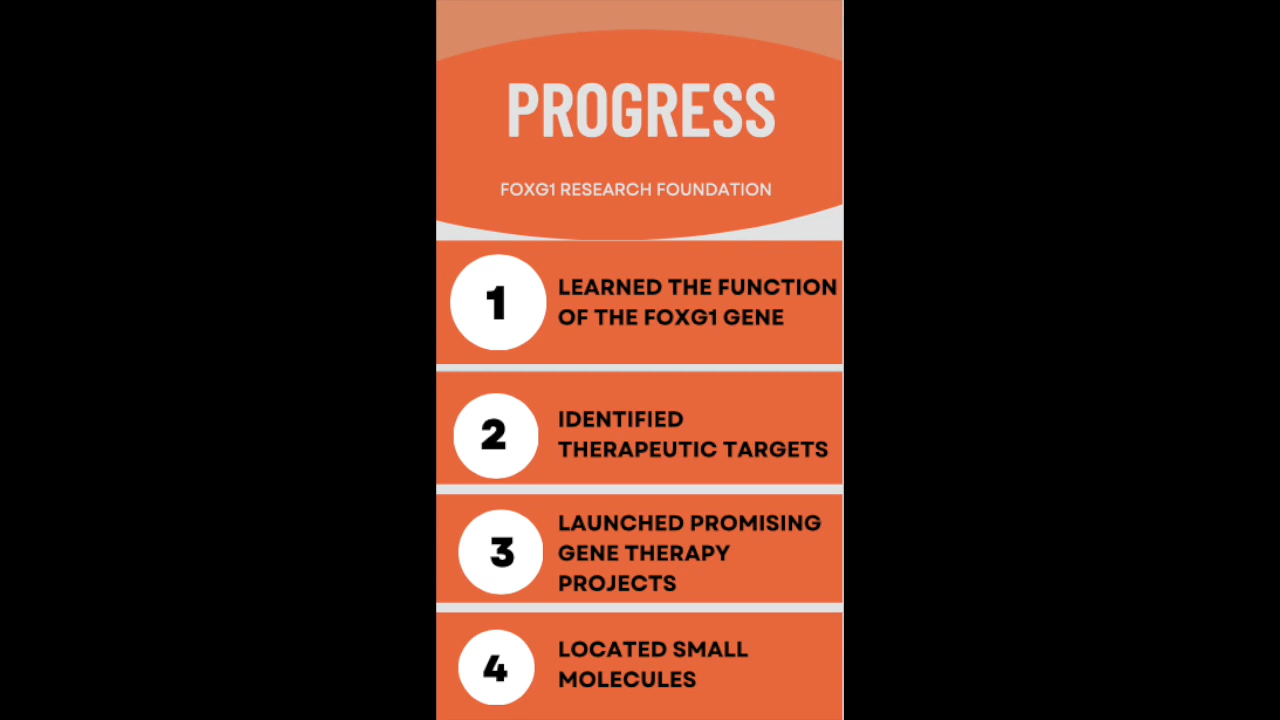 PROGRESS
FOXG1 RESEARCH FOUNDATION
1
LEARNED THE FUNCTION
OF THE FOXG1 GENE
2
IDENTIFIED
THERAPEUTIC TARGETS
3
LAUNCHED PROMISING
GENE THERAPY
PROJECTS
4
LOCATED SMALL
MOLECULES